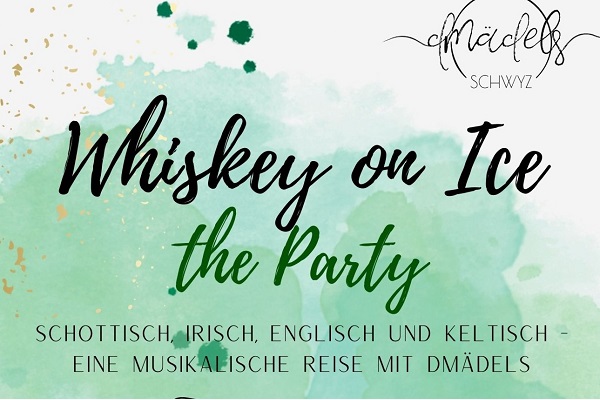 dmädels
SCHWYZ
Whiskey on Ice
the Party
SCHOTTISCH, IRISCH, ENGLISCH UND KELTISCH -
EINE MUSIKALISCHE REISE MIT DMÄDELS